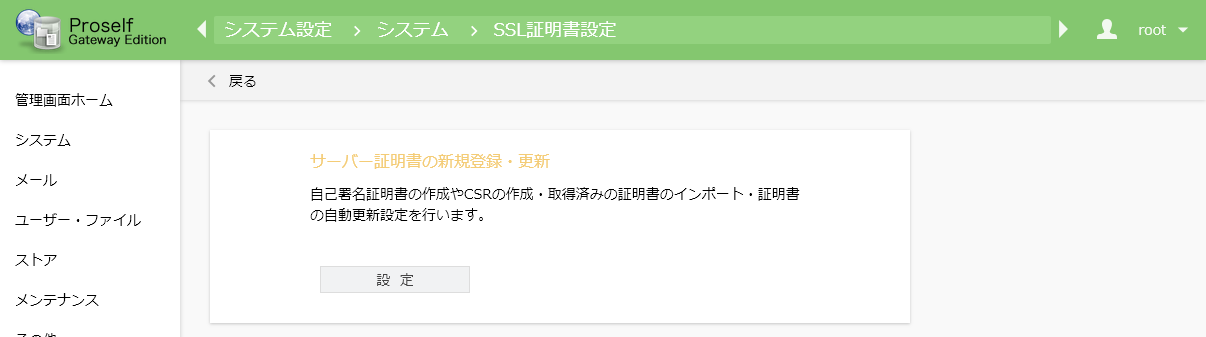 Proself
Gateway Edition
システム設定 > システム > SSL証明書設定
root
戻る
管理画面ホーム
システム
メール
ユーザー・ファイル
ストア
メンテナンス
その他
サーバー証明書の新規登録・更新
自己署名証明書の作成やCSRの作成・取得済みの証明書のインポート・証明書
の自動更新設定を行います。
設 定